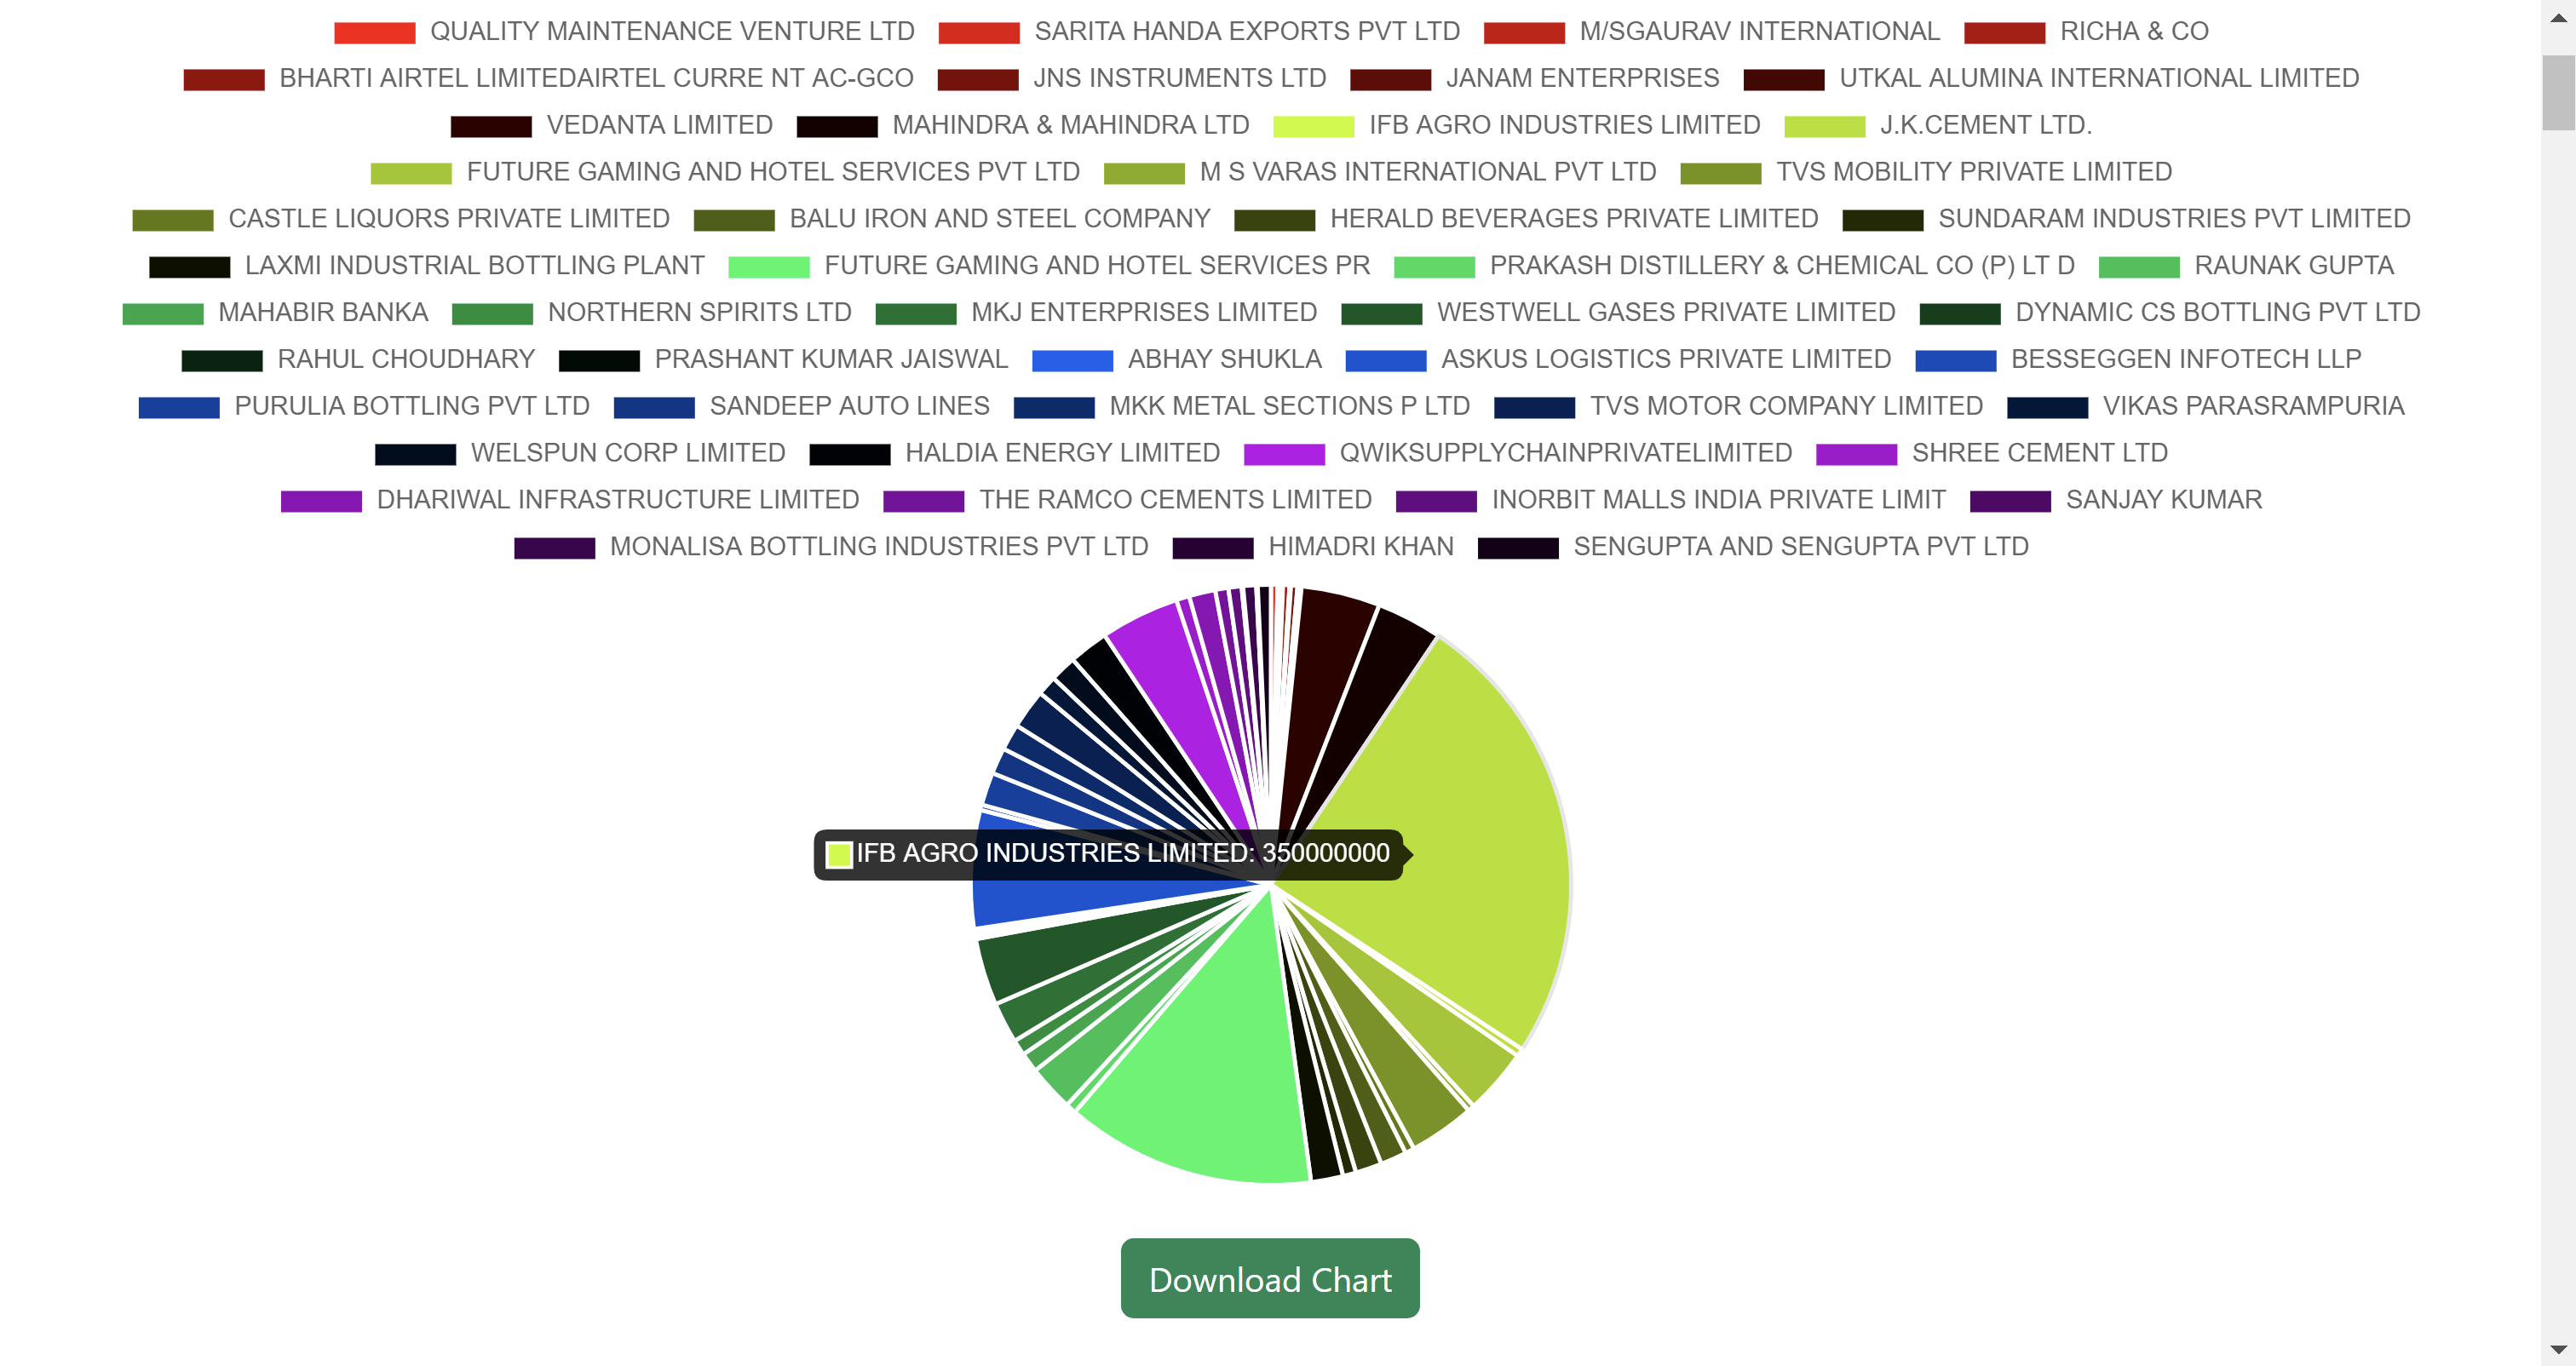 QUALITY MAINTENANCE VENTURE LTD SARITA HANDA EXPORTS PVT LTD M/SGAURAV INTERNATIONAL RICHA & CO
BHARTI AIRTEL LIMITEDAIRTEL CURRE NT AC-GCO JNS INSTRUMENTS LTD JANAM ENTERPRISES UTKAL ALUMINA INTERNATIONAL LIMITED
VEDANTA LIMITED MAHINDRA & MAHINDRA LTD IFB AGRO INDUSTRIES LIMITED J.K.CEMENT LTD.
FUTURE GAMING AND HOTEL SERVICES PVT LTD M S VARAS INTERNATIONAL PVT LTD TVS MOBILITY PRIVATE LIMITED
CASTLE LIQUORS PRIVATE LIMITED BALU IRON AND STEEL COMPANY HERALD BEVERAGES PRIVATE LIMITED SUNDARAM INDUSTRIES PVT LIMITED
LAXMI INDUSTRIAL BOTTLING PLANT FUTURE GAMING AND HOTEL SERVICES PR PRAKASH DISTILLERY & CHEMICAL CO (P) LT D RAUNAK GUPTA
MAHABIR BANKA NORTHERN SPIRITS LTD MKJ ENTERPRISES LIMITED WESTWELL GASES PRIVATE LIMITED DYNAMIC CS BOTTLING PVT LTD
RAHUL CHOUDHARY PRASHANT KUMAR JAISWAL ABHAY SHUKLA ASKUS LOGISTICS PRIVATE LIMITED BESSEGGEN INFOTECH LLP
PURULIA BOTTLING PVT LTD SANDEEP AUTO LINES MKK METAL SECTIONS P LTD TVS MOTOR COMPANY LIMITED VIKAS PARASRAMPURIA
WELSPUN CORP LIMITED HALDIA ENERGY LIMITED QWIKSUPPLYCHAINPRIVATELIMITED SHREE CEMENT LTD
DHARIWAL INFRASTRUCTURE LIMITED THE RAMCO CEMENTS LIMITED INORBIT MALLS INDIA PRIVATE LIMIT SANJAY KUMAR
MONALISA BOTTLING INDUSTRIES PVT LTD HIMADRI KHAN SENGUPTA AND SENGUPTA PVT LTD
IFB AGRO INDUSTRIES LIMITED: 350000000
Download Chart